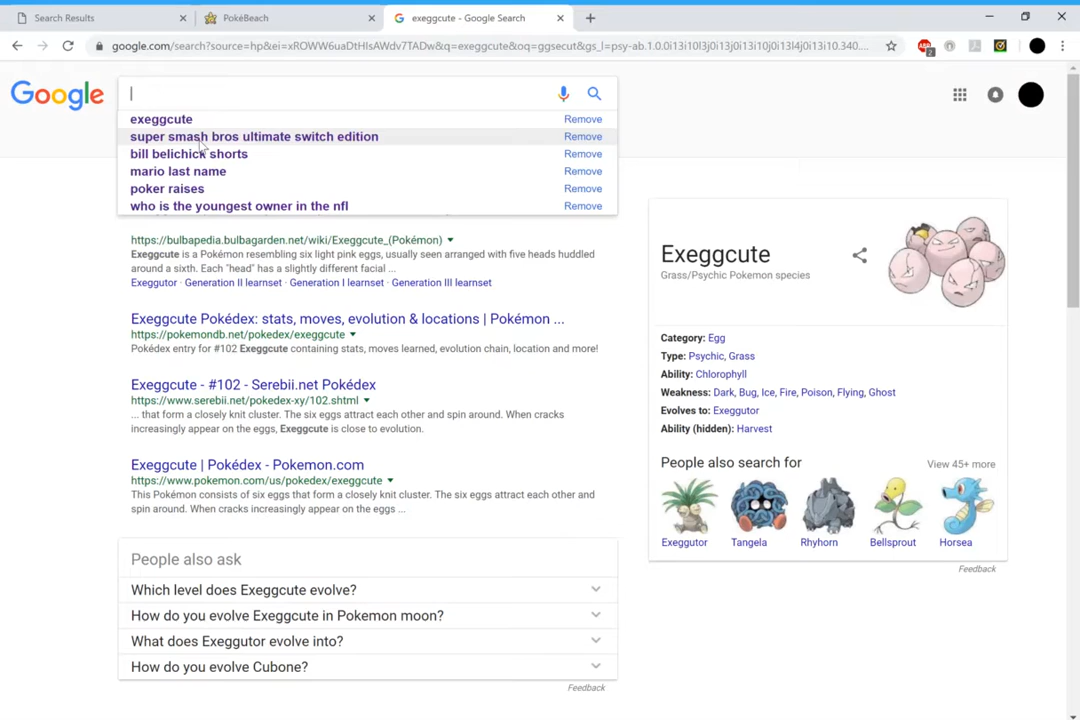 Search Results
PokéBeach
exeggcute - Google Search
google.com/search?source=hp&ei=xROWW6uaDtHIsAWdv7TADw&q=exeggcute&oq=ggsecut&gs_l=psy-ab.1.0.0i13i10l3j0i13j0i13i10j0i13l4j0i13i10.340....
ABP
2
Google
exeggcute Remove
super smash bros ultimate switch edition Remove
bill belichick shorts Remove
mario last name Remove
poker raises Remove
who is the youngest owner in the nfl Remove
https://bulbapedia.bulbagarden.net/wiki/Exeggcute_(Pokémon)
Exeggcute is a Pokémon resembling six light pink eggs, usually seen arranged with five heads huddled
around a sixth. Each "head" has a slightly different facial ...
Exeggutor · Generation II learnset · Generation I learnset · Generation III learnset
Exeggcute Pokédex: stats, moves, evolution & locations | Pokémon ...
https://pokemondb.net/pokedex/exeggcute
Pokédex entry for #102 Exeggcute containing stats, moves learned, evolution chain, location and more!
Exeggcute - #102 - Serebii.net Pokédex
https://www.serebii.net/pokedex-xy/102.shtml
... that form a closely knit cluster. The six eggs attract each other and spin around. When cracks
increasingly appear on the eggs, Exeggcute is close to evolution.
Exeggcute | Pokédex - Pokemon.com
https://www.pokemon.com/us/pokedex/exeggcute
This Pokémon consists of six eggs that form a closely knit cluster. The six eggs attract each other and
spin around. When cracks increasingly appear on the eggs ...
People also ask
Which level does Exeggcute evolve?
How do you evolve Exeggcute in Pokemon moon?
What does Exeggutor evolve into?
How do you evolve Cubone?
Feedback
Exeggcute
Grass/Psychic Pokemon species
Category: Egg
Type: Psychic, Grass
Ability: Chlorophyll
Weakness: Dark, Bug, Ice, Fire, Poison, Flying, Ghost
Evolves to: Exeggutor
Ability (hidden): Harvest
People also search for View 45+ more
Exeggutor Tangela Rhyhorn Bellsprout Horsea
Feedback